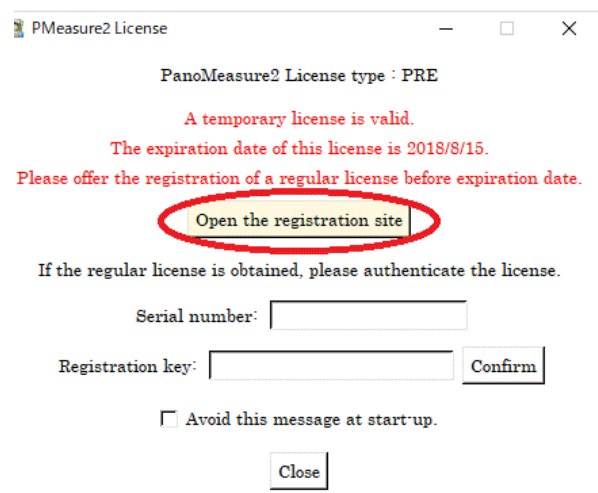 PMeasure2 License
PanoMeasure2 License type : PRE
A temporary license is valid.
The expiration date of this license is 2018/8/15.
Please offer the registration of a regular license before expiration date.
Open the registration site
If the regular license is obtained, please authenticate the license.
Serial number:
Registration key:
Confirm
Avoid this message at start-up.
Close